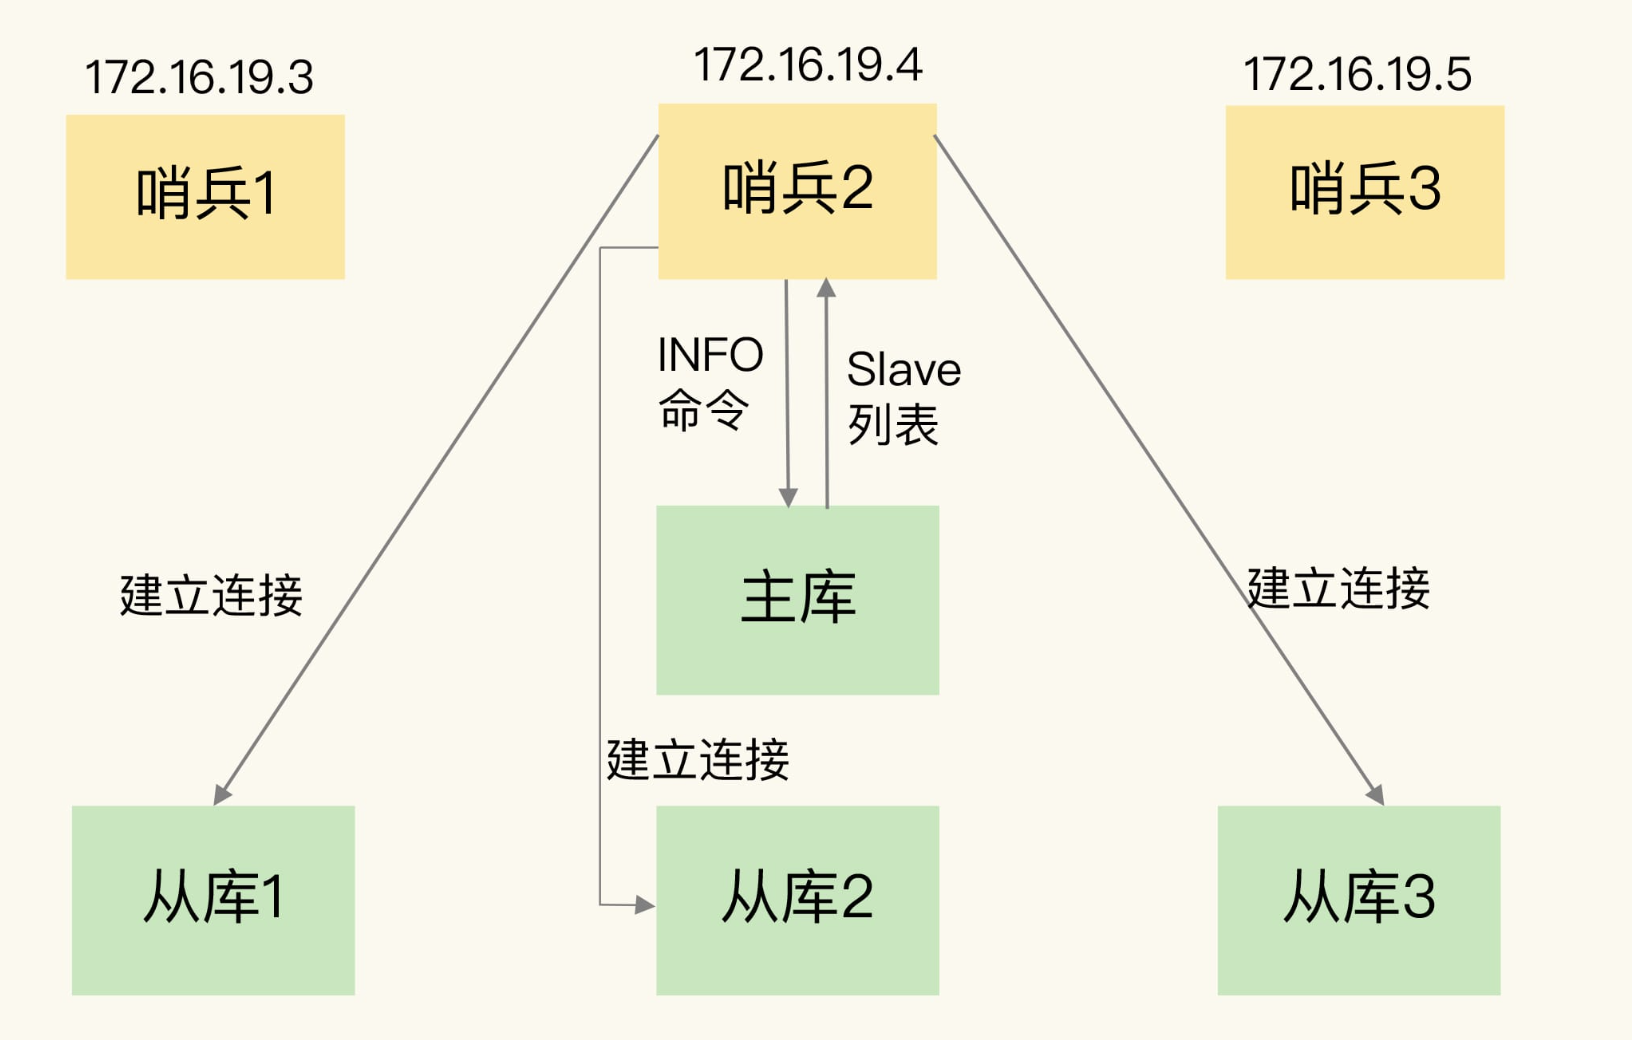 172.16.19.3
172.16.19.4
172.16.19.5
哨兵1
哨兵2
哨兵3
INFO
命令
Slave
列表
建立连接
主库
建立连接
建立连接
从库1
从库2
从库3